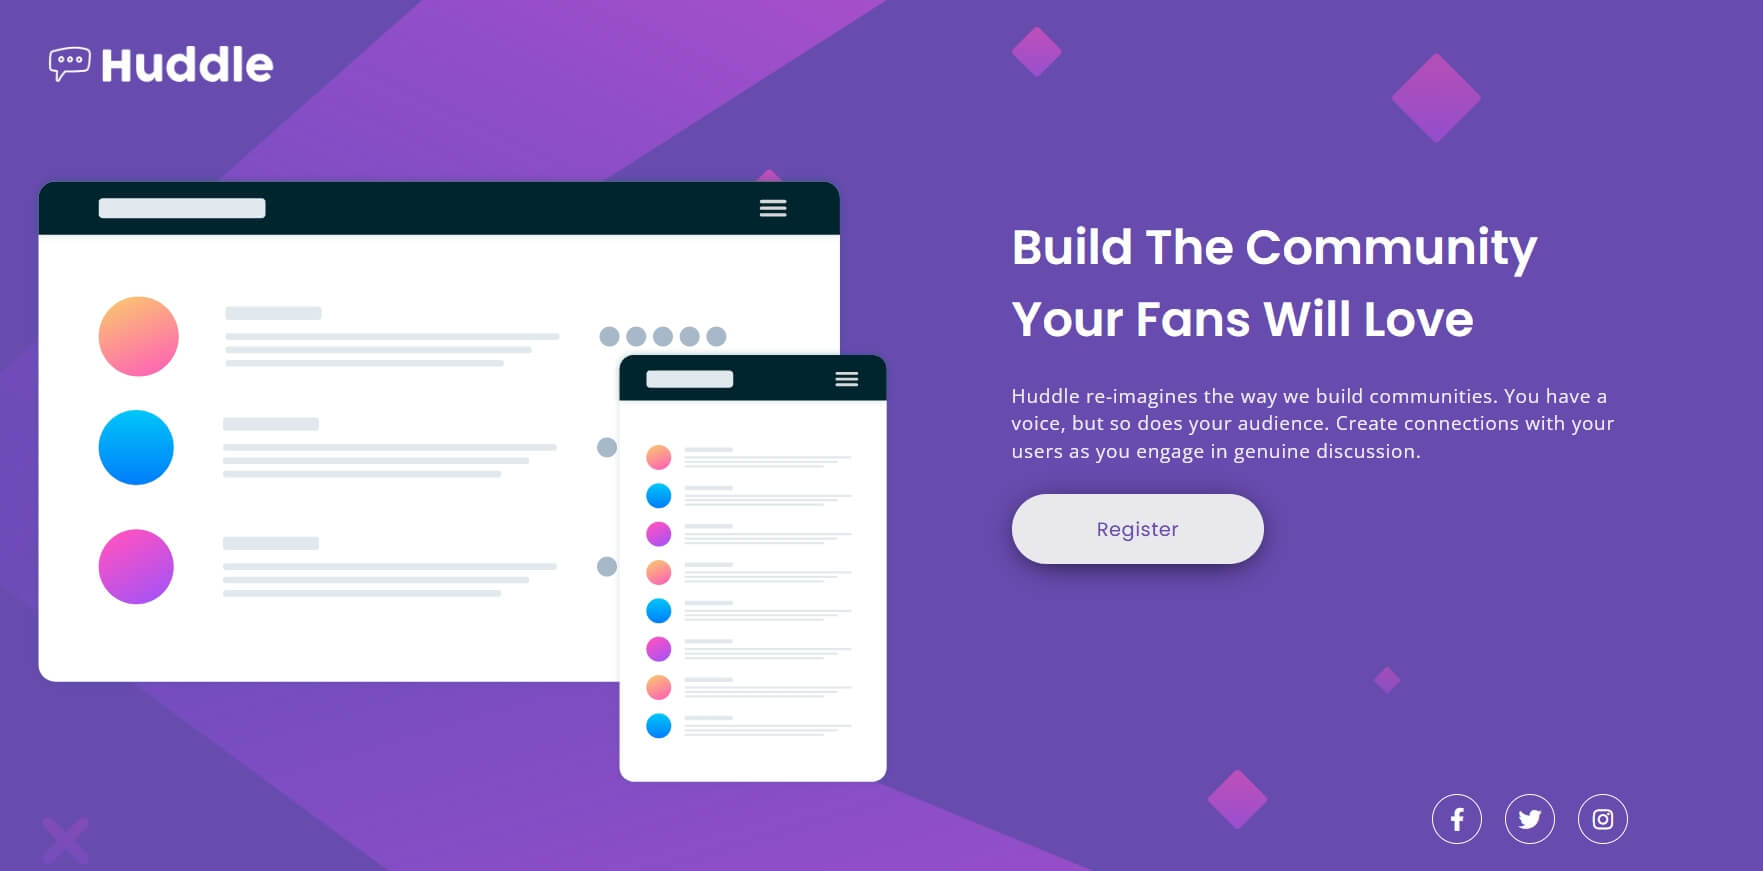 Huddle
Build The Community
Your Fans Will Love
Huddle re-imagines the way we build communities. You have a
voice, but so does your audience. Create connections with your
users as you engage in genuine discussion.
Register